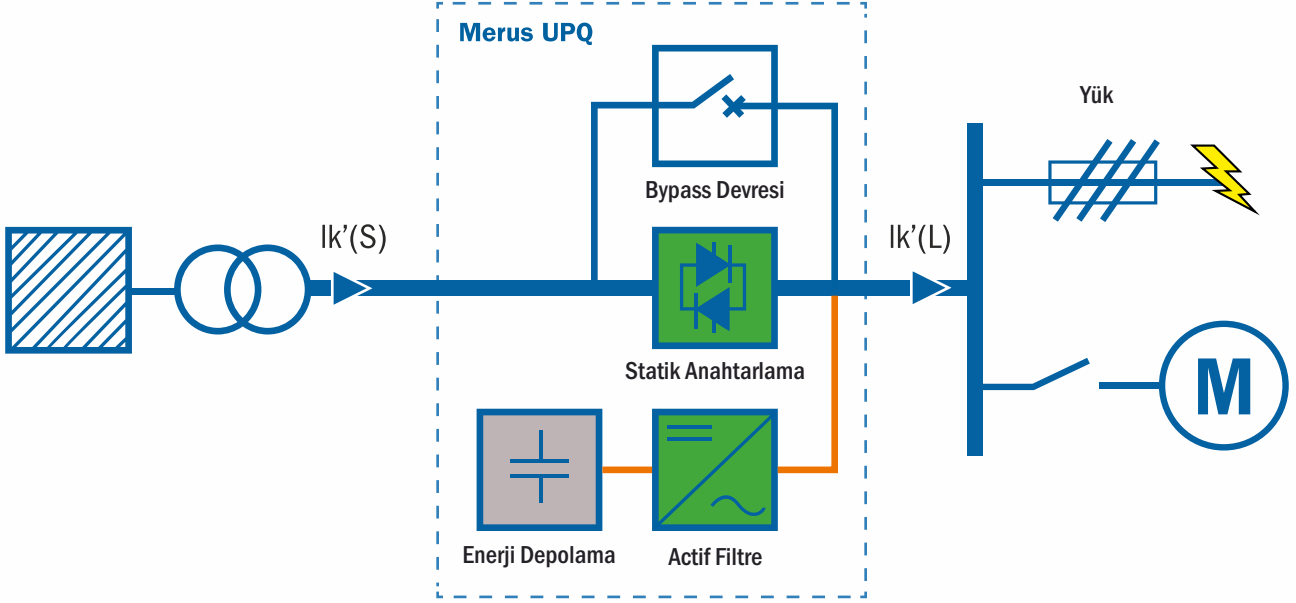 Merus UPQ
Yük
Bypass Devresi
Ik’(S)
Ik’(L)
Statik Anahtarlama
M
Enerji Depolama
Actif Filtre